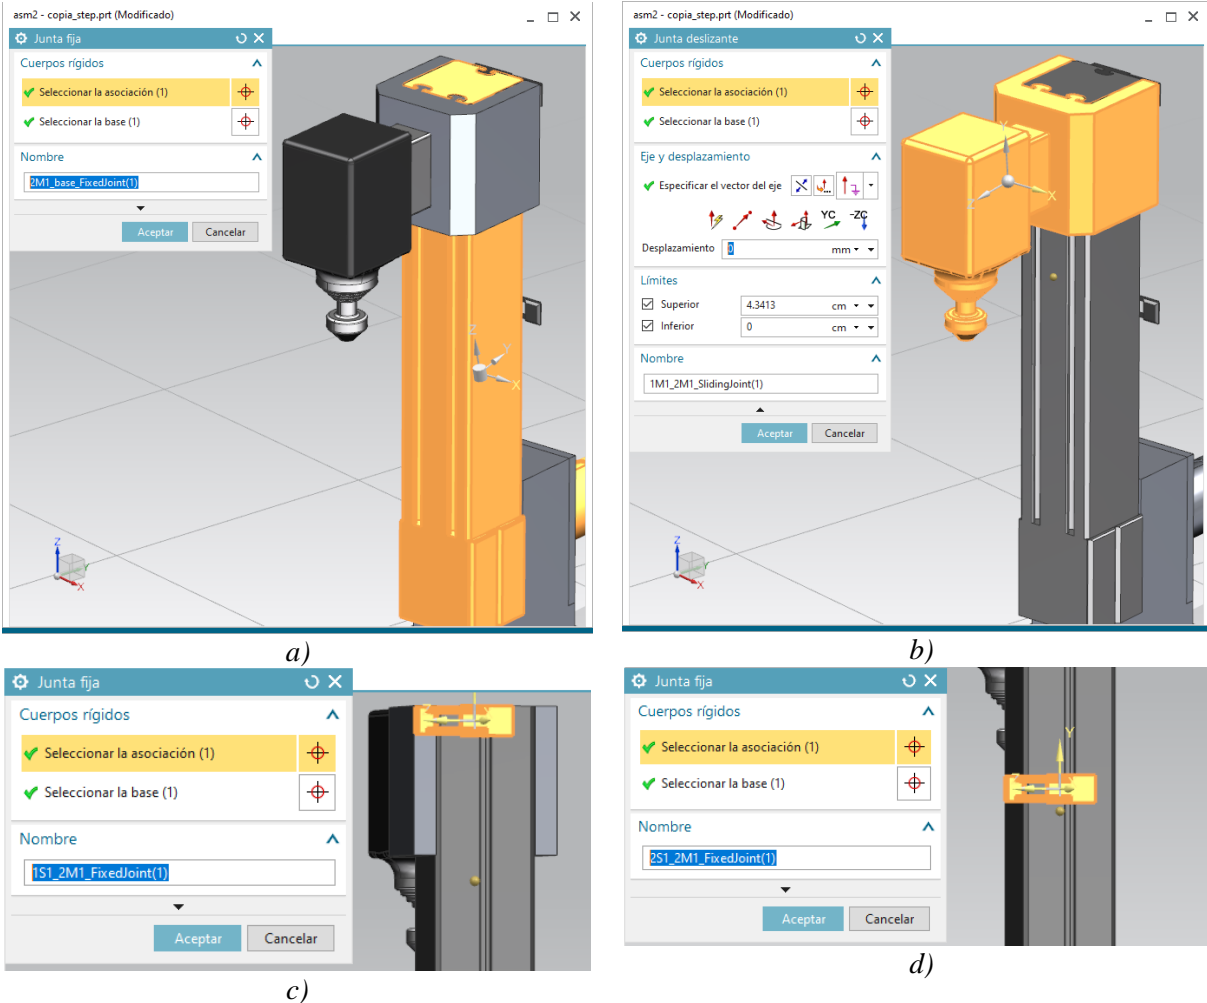 asm2 - copia_step.prt (Modificado)
Junta fija
Cuerpos rígidos
Seleccionar la asociación (1)
Seleccionar la base (1)
Nombre
2M1_base_FixedJoint(1)
Aceptar
Cancelar
Z
Y
X
Z
Y
X
a)
asm2 - copia_step.prt (Modificado)
Junta deslizante
Cuerpos rígidos
Seleccionar la asociación (1)
Seleccionar la base (1)
Eje y desplazamiento
Especificar el vector del eje
YC
-ZC
Desplazamiento
0
mm
Límites
Superior
4.3413
cm
Inferior
0
cm
Nombre
1M1_2M1_SlidingJoint(1)
Aceptar
Cancelar
Y
X
Z
Z
Y
X
b)
Junta fija
Cuerpos rígidos
Seleccionar la asociación (1)
Seleccionar la base (1)
Nombre
1S1_2M1_FixedJoint(1)
Aceptar
Cancelar
c)
Junta fija
Cuerpos rígidos
Seleccionar la asociación (1)
Seleccionar la base (1)
Nombre
2S1_2M1_FixedJoint(1)
Aceptar
Cancelar
Y
d)